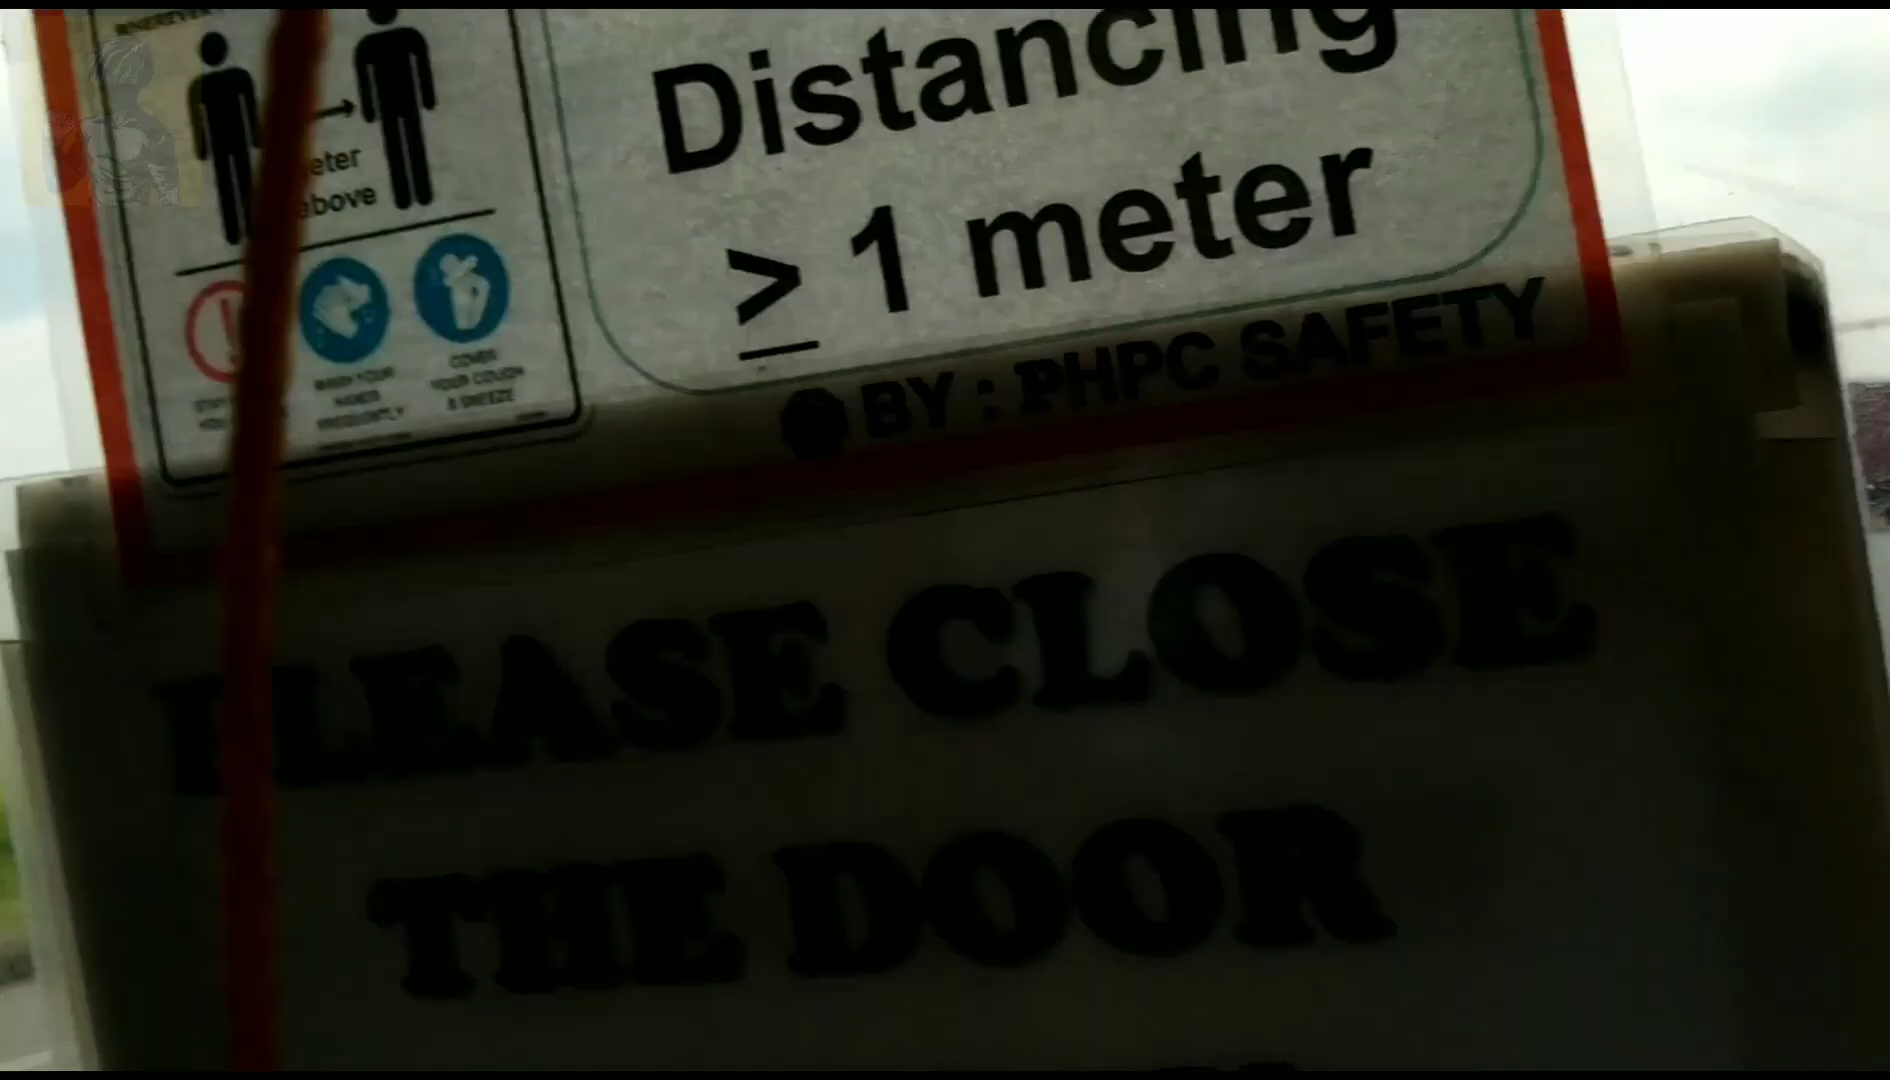 Distancing
≥ 1 meter
eter
above
WASH YOUR
HANDS
FREQUENTLY
COVER
YOUR COUGH
& SNEEZE
BY : PHPC SAFETY
PLEASE CLOSE
THE DOOR